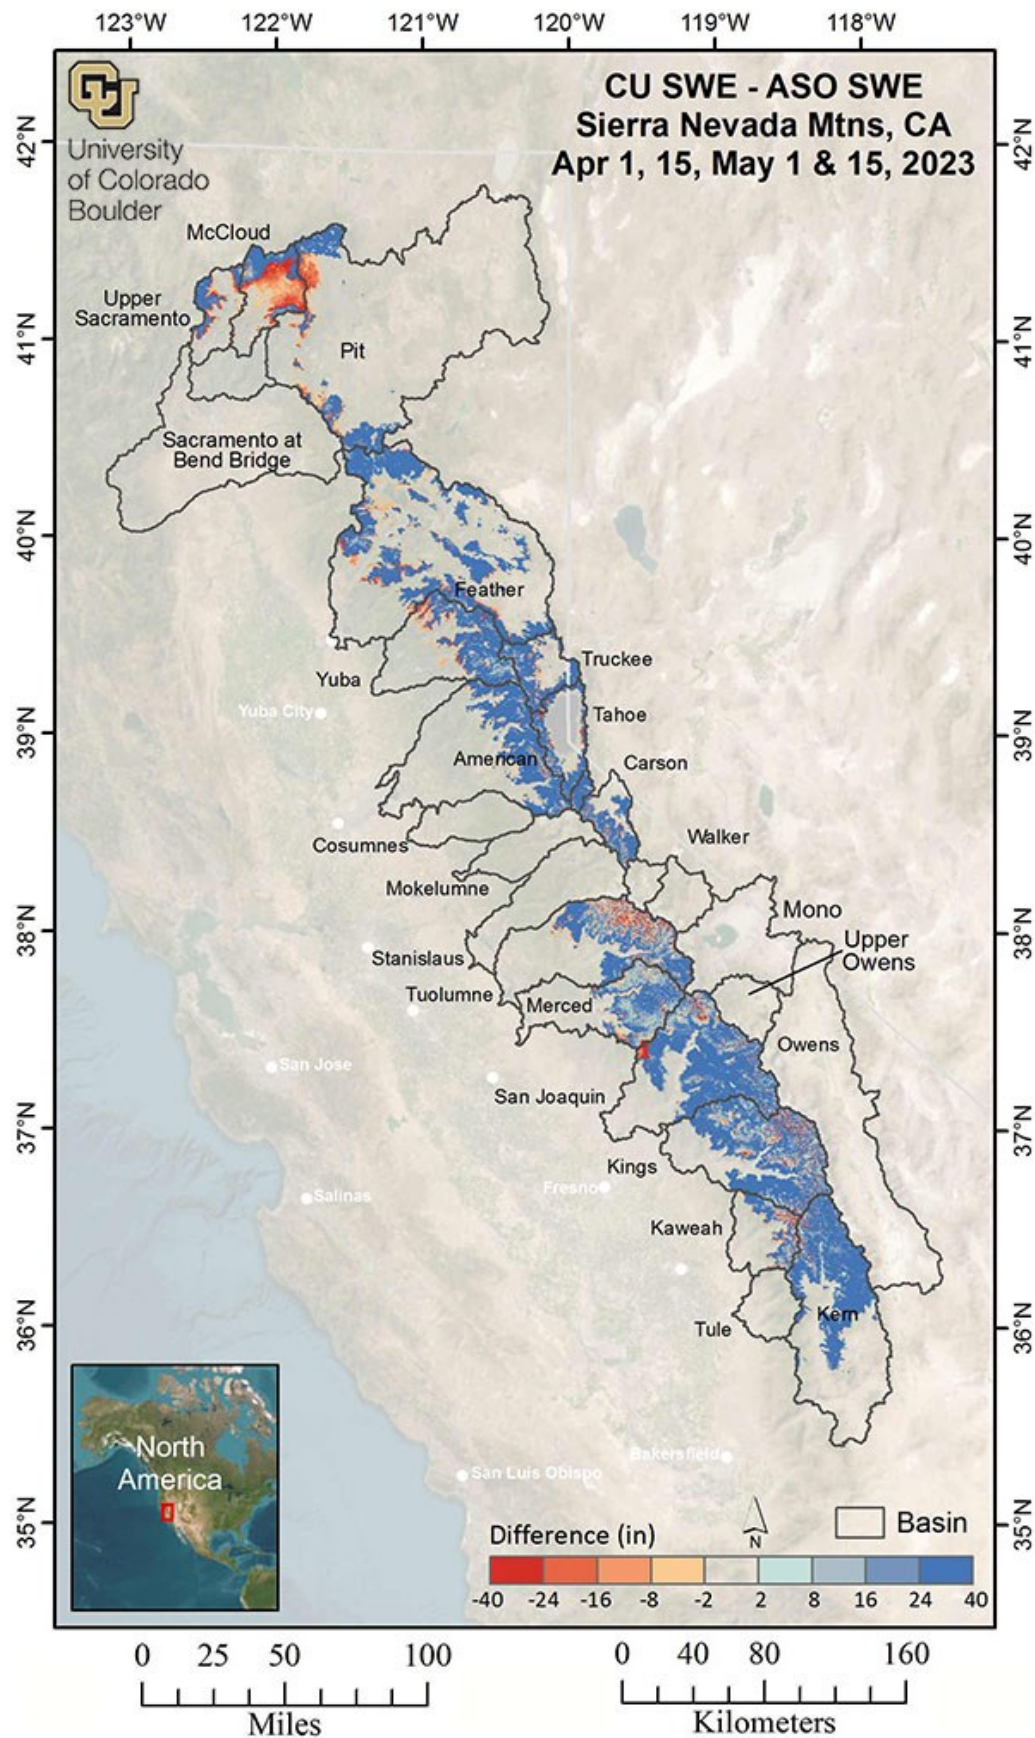 123°W 122°W 121°W 120°W 119°W 118°W
CU SWE - ASO SWE
Sierra Nevada Mtns, CA
Apr 1, 15, May 1 & 15, 2023
CU
University
of Colorado
Boulder
42°N
42°N
McCloud
Upper
Sacramento
41°N
41°N
Pit
Sacramento at
Bend Bridge
40°N
40°N
Feather
Truckee
Yuba
Yuba City
Tahoe
39°N
39°N
American
Carson
Cosumnes
Walker
Mokelumne
Mono
38°N
38°N
Upper
Owens
Stanislaus
Tuolumne
Merced
Owens
San Jose
San Joaquin
37°N
37°N
Kings
Fresno
Salinas
Kaweah
Kern
36°N
36°N
Tule
North
America
Bakersfield
San Luis Obispo
35°N
35°N
N
Basin
Difference (in)
-40 -24 -16 -8 -2 2 8 16 24 40
0 25 50 100
Miles
0 40 80 160
Kilometers